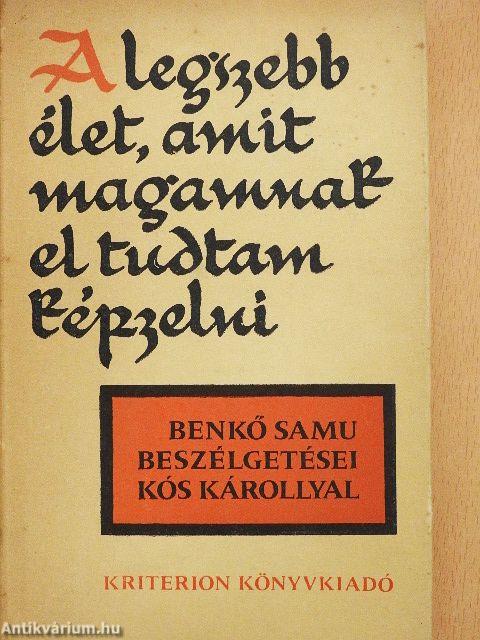 A legszebb
élet, amit
magamnak
el tudtam
képzelni
BENKŐ SAMU
BESZÉLGETÉSEI
KÓS KÁROLLYAL
KRITERION KÖNYVKIADÓ
Antikvárium.hu